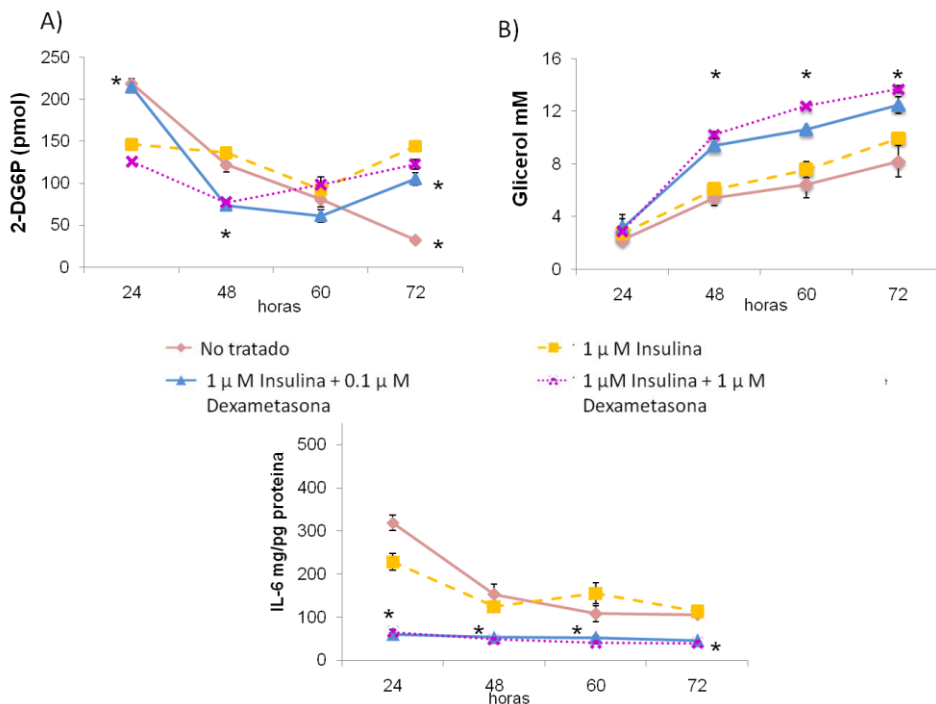 A)
B)
2-DG6P (pmol)
250
200
150
100
50
0
*
*
*
*
24
48
60
72
horas
Glicerol mM
16
12
8
4
0
*
*
*
24
48
60
72
horas
No tratado
1 µ M Insulina
1 µ M Insulina + 0.1 µ M
Dexametasona
1 µM Insulina + 1 µ M
Dexametasona
IL-6 mg/pg proteina
500
400
300
200
100
0
*
*
*
*
24
48
60
72
horas